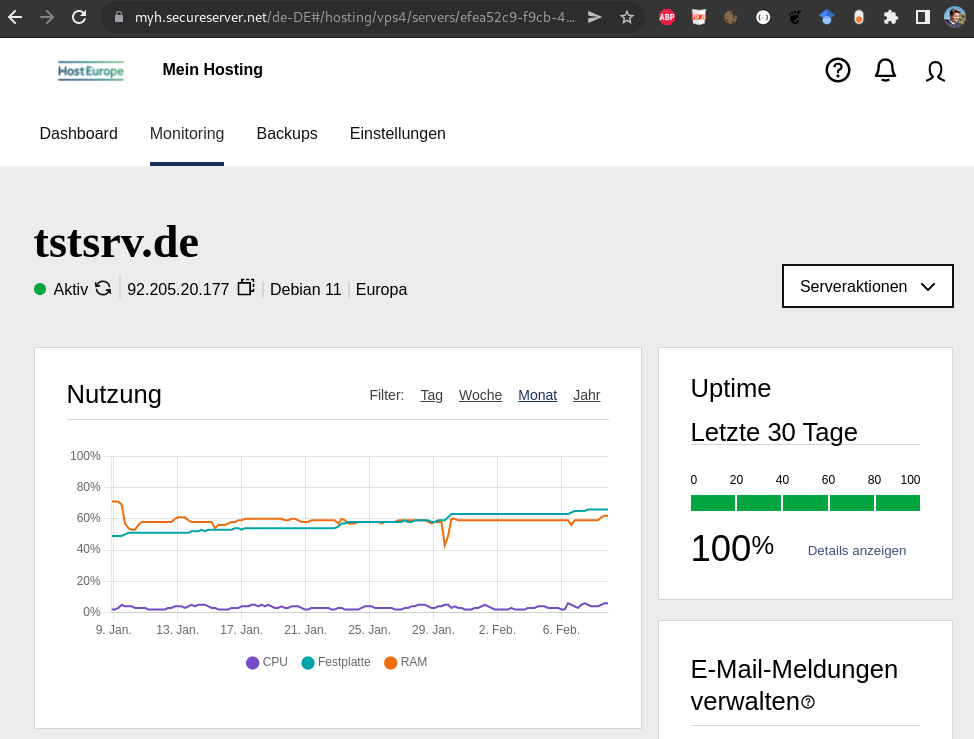 myh.secureserver.net/de-DE#/hosting/vps4/servers/efea52c9-f9cb-4...
ABP
HostEurope
Mein Hosting
Dashboard Monitoring Backups Einstellungen
tstsrv.de
Aktiv 92.205.20.177 Debian 11 Europa
Serveraktionen
Nutzung
Filter: Tag Woche Monat Jahr
100%
80%
60%
40%
20%
0%
9. Jan. 13. Jan. 17. Jan. 21. Jan. 25. Jan. 29. Jan. 2. Feb. 6. Feb.
CPU Festplatte RAM
Uptime
Letzte 30 Tage
0 20 40 60 80 100
100% Details anzeigen
E-Mail-Meldungen
verwalten